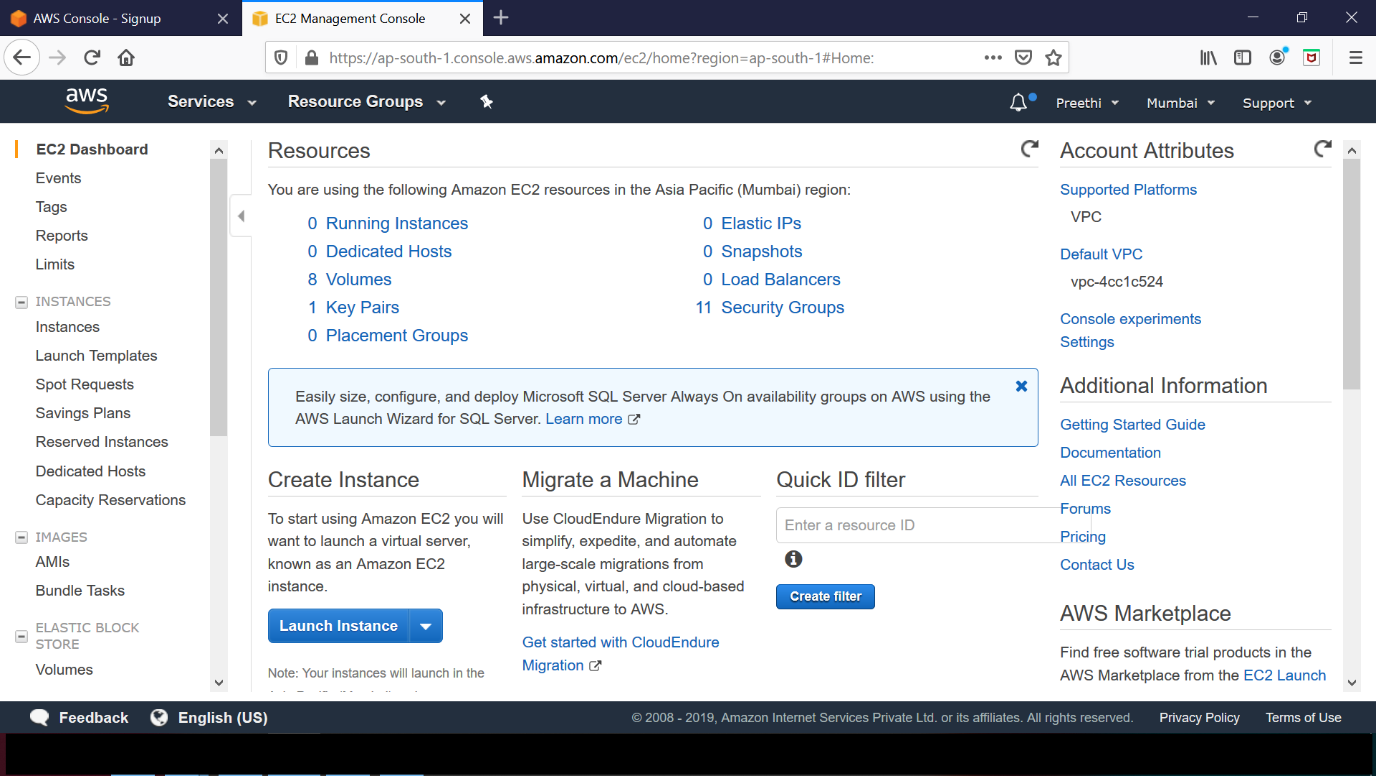 AWS Console - Signup
EC2 Management Console
https://ap-south-1.console.aws.amazon.com/ec2/home?region=ap-south-1#Home:
aws
Services
Resource Groups
Preethi
Mumbai
Support
EC2 Dashboard
Events
Tags
Reports
Limits
INSTANCES
Instances
Launch Templates
Spot Requests
Savings Plans
Reserved Instances
Dedicated Hosts
Capacity Reservations
IMAGES
AMIs
Bundle Tasks
ELASTIC BLOCK
STORE
Volumes
Resources
You are using the following Amazon EC2 resources in the Asia Pacific (Mumbai) region:
0 Running Instances
0 Dedicated Hosts
8 Volumes
1 Key Pairs
0 Placement Groups
0 Elastic IPs
0 Snapshots
0 Load Balancers
11 Security Groups
Easily size, configure, and deploy Microsoft SQL Server Always On availability groups on AWS using the
AWS Launch Wizard for SQL Server. Learn more
Create Instance
To start using Amazon EC2 you will
want to launch a virtual server,
known as an Amazon EC2
instance.
Launch Instance
Note: Your instances will launch in the
Migrate a Machine
Use CloudEndure Migration to
simplify, expedite, and automate
large-scale migrations from
physical, virtual, and cloud-based
infrastructure to AWS.
Get started with CloudEndure
Migration
Quick ID filter
Enter a resource ID
Create filter
Account Attributes
Supported Platforms
VPC
Default VPC
vpc-4cc1c524
Console experiments
Settings
Additional Information
Getting Started Guide
Documentation
All EC2 Resources
Forums
Pricing
Contact Us
AWS Marketplace
Find free software trial products in the
AWS Marketplace from the EC2 Launch
Feedback
English (US)
© 2008 - 2019, Amazon Internet Services Private Ltd. or its affiliates. All rights reserved.
Privacy Policy
Terms of Use